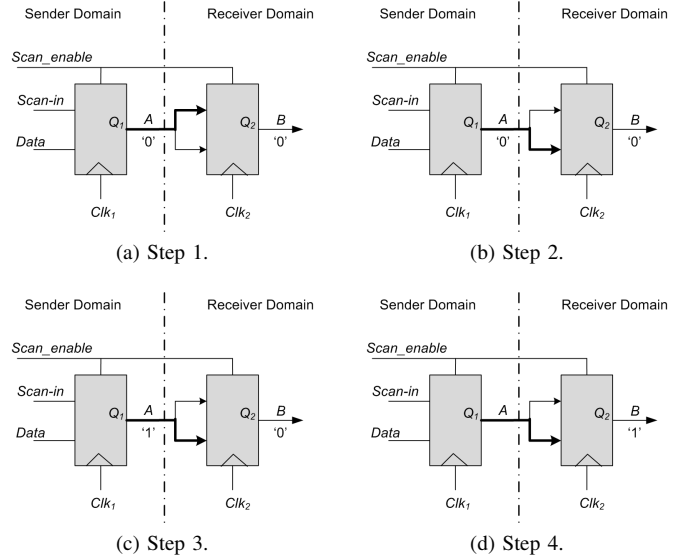 Sender Domain
Receiver Domain
Scan_enable
Scan-in
Q1
A
'0'
Q2
B
'0'
Data
Clk1
Clk2
(a) Step 1.
Sender Domain
Receiver Domain
Scan_enable
Scan-in
Q1
A
'0'
Q2
B
'0'
Data
Clk1
Clk2
(b) Step 2.
Sender Domain
Receiver Domain
Scan_enable
Scan-in
Q1
A
'1'
Q2
B
'0'
Data
Clk1
Clk2
(c) Step 3.
Sender Domain
Receiver Domain
Scan_enable
Scan-in
Q1
A
Q2
B
'1'
Data
Clk1
Clk2
(d) Step 4.